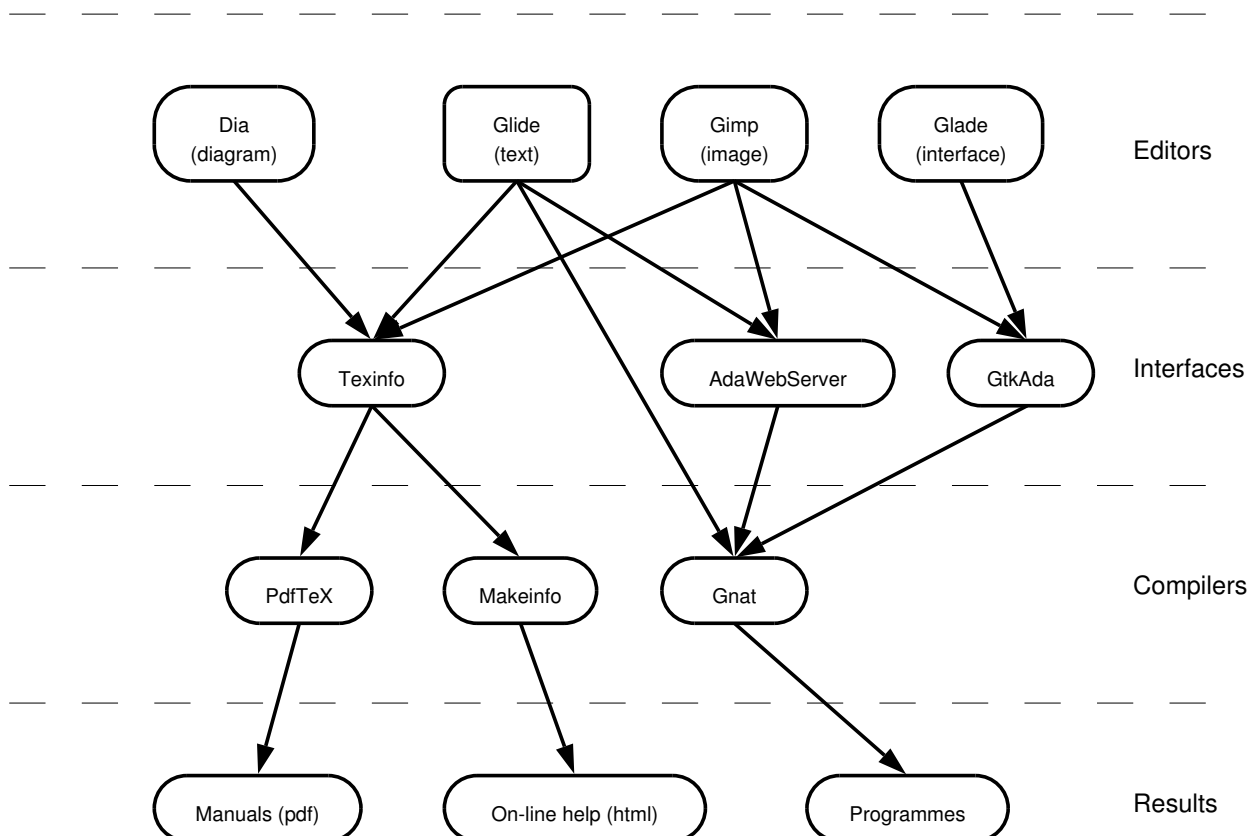 Dia
(diagram)
Glide
(text)
Gimp
(image)
Glade
(interface)
Editors
Texinfo
AdaWebServer
GtkAda
Interfaces
PdfTeX
Makeinfo
Gnat
Compilers
Manuals (pdf)
On-line help (html)
Programmes
Results